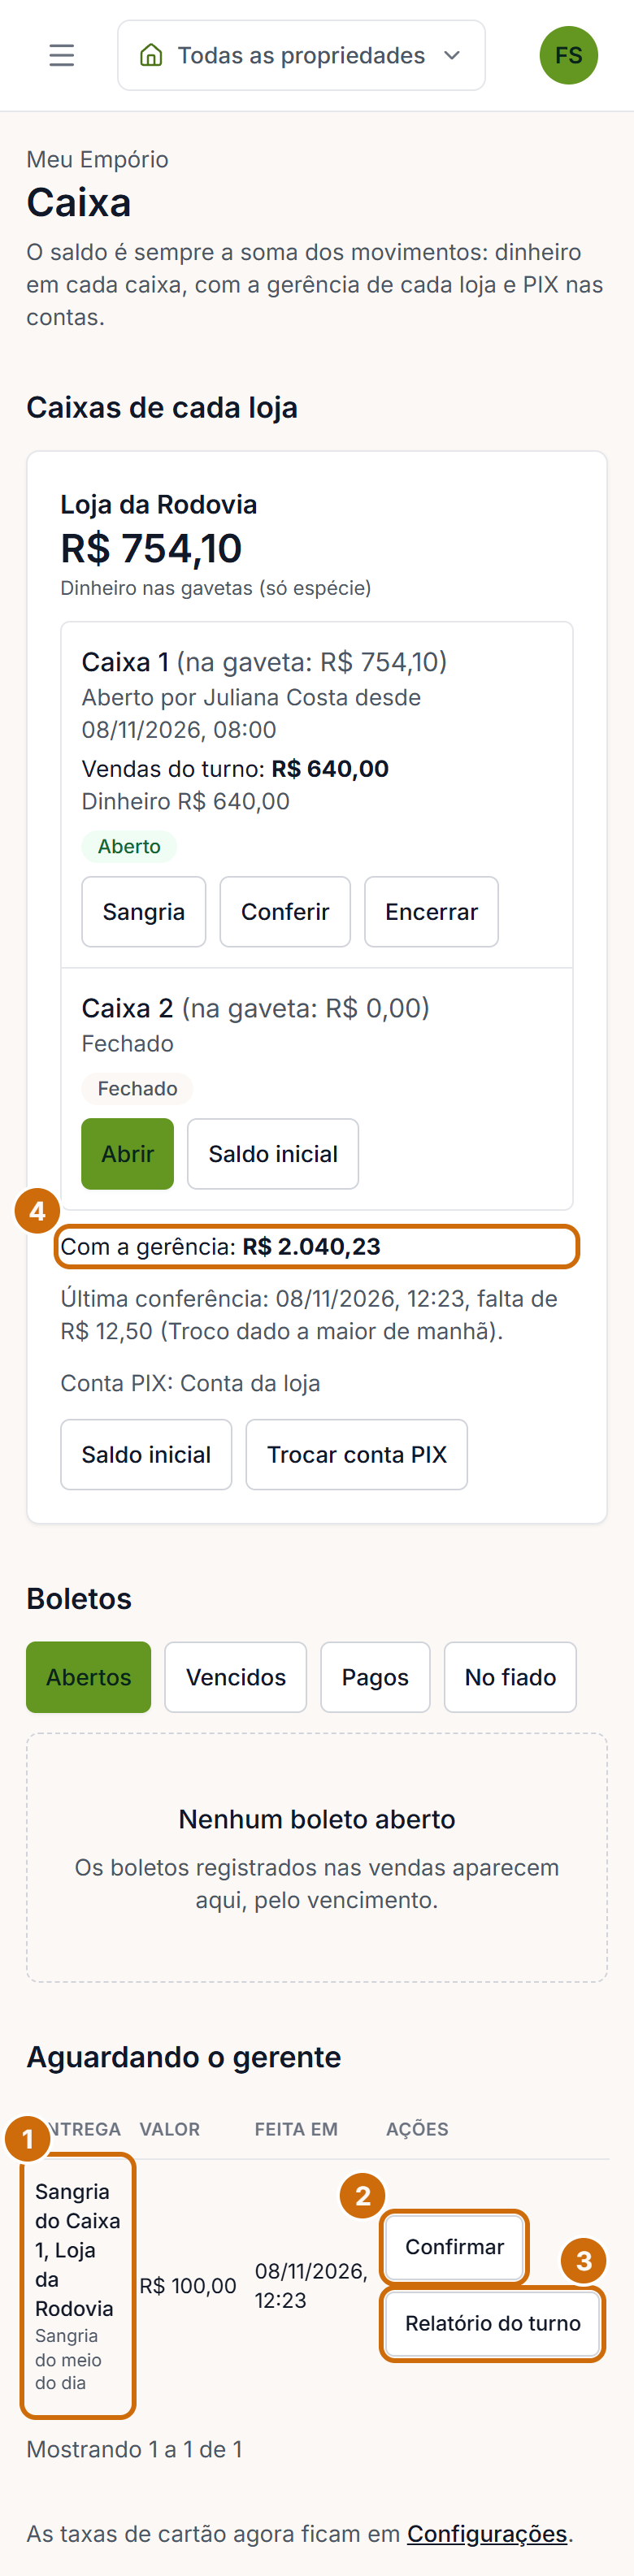 Todas as propriedades
FS
Meu Empório
Caixa
O saldo é sempre a soma dos movimentos: dinheiro
em cada caixa, com a gerência de cada loja e PIX nas
contas.
Caixas de cada loja
Loja da Rodovia
R$ 754,10
Dinheiro nas gavetas (só espécie)
Caixa 1 (na gaveta: R$ 754,10)
Aberto por Juliana Costa desde
08/11/2026, 08:00
Vendas do turno: R$ 640,00
Dinheiro R$ 640,00
Aberto
Sangria
Conferir
Encerrar
Caixa 2 (na gaveta: R$ 0,00)
Fechado
Fechado
Abrir
Saldo inicial
4
Com a gerência: R$ 2.040,23
Última conferência: 08/11/2026, 12:23, falta de
R$ 12,50 (Troco dado a maior de manhã).
Conta PIX: Conta da loja
Saldo inicial
Trocar conta PIX
Boletos
Abertos
Vencidos
Pagos
No fiado
Nenhum boleto aberto
Os boletos registrados nas vendas aparecem
aqui, pelo vencimento.
Aguardando o gerente
1
NTREGA
VALOR
FEITA EM
AÇÕES
Sangria
do Caixa
1, Loja
da
Rodovia
Sangria
do meio
do dia
R$ 100,00
08/11/2026,
12:23
2
Confirmar
3
Relatório do turno
Mostrando 1 a 1 de 1
As taxas de cartão agora ficam em Configurações.